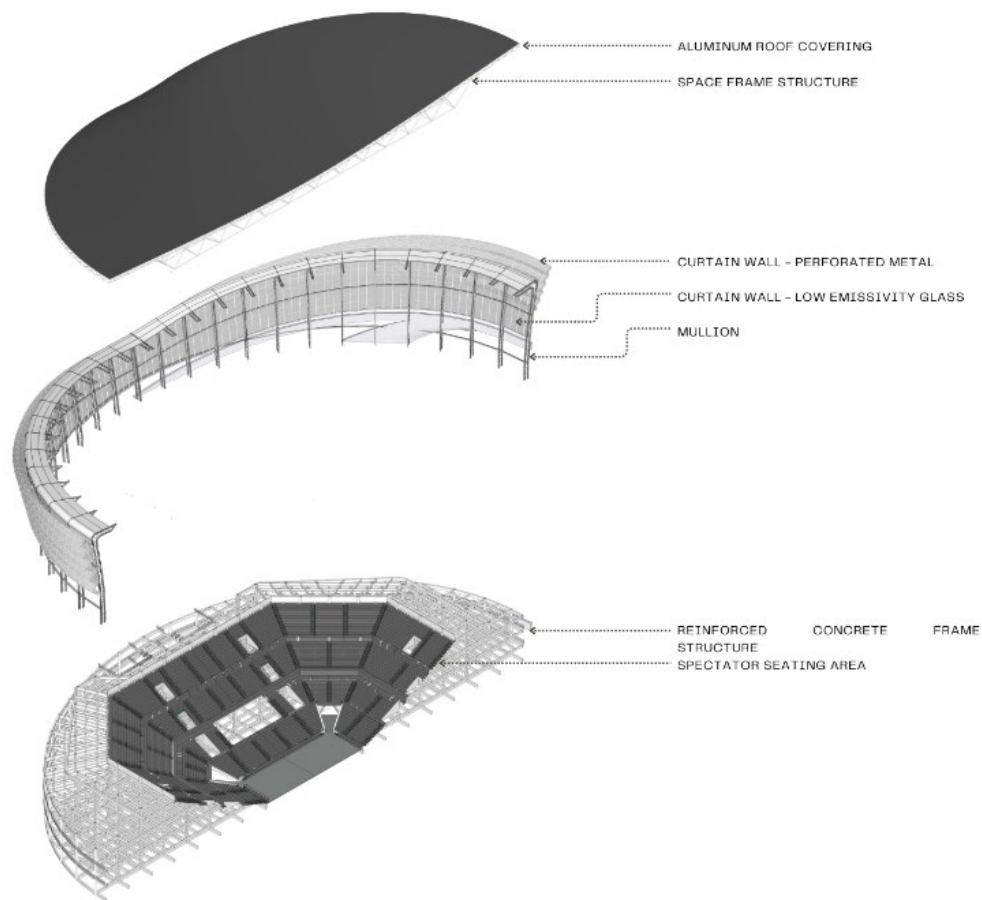 ALUMINUM ROOF COVERING
SPACE FRAME STRUCTURE
CURTAIN WALL – PERFORATED METAL
CURTAIN WALL – LOW EMISSIVITY GLASS
MULLION
REINFORCED CONCRETE FRAME
STRUCTURE
SPECTATOR SEATING AREA